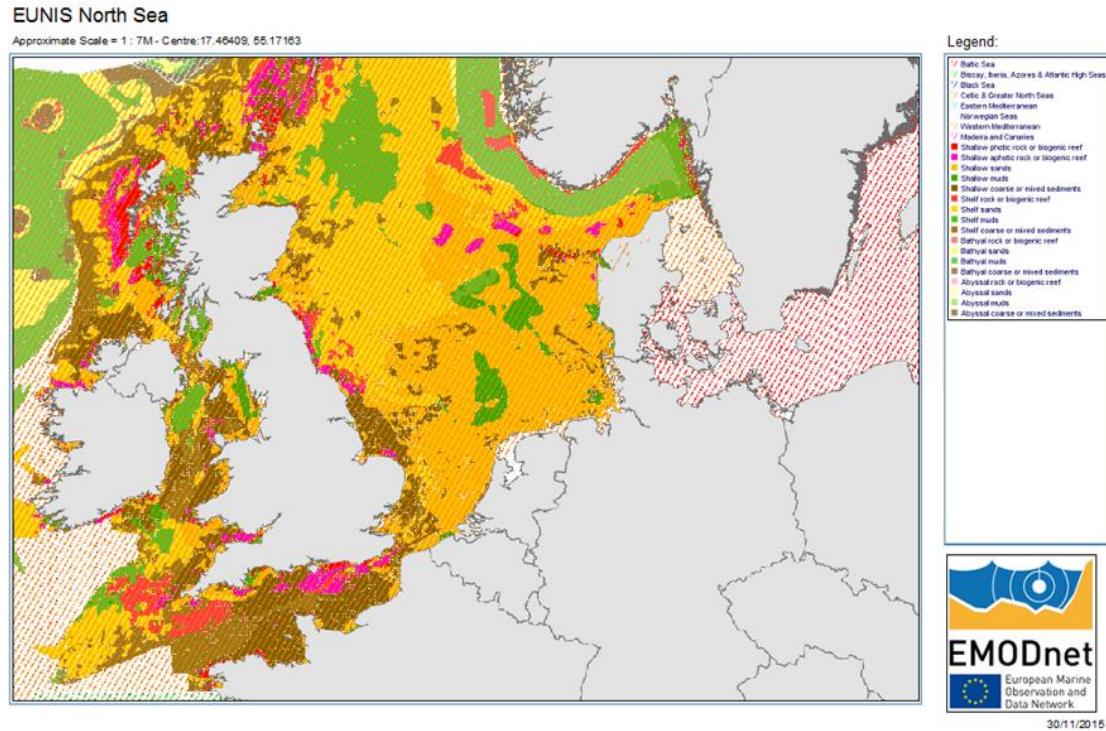 EUNIS North Sea
Approximate Scale = 1 : 7M - Centre:17.46409, 55.17163
Legend:
Baltic Sea
Biscay, Iberia, Azores & Atlantic High Seas
Black Sea
Celtic & Greater North Seas
Eastern Mediterranean
Norwegian Seas
Western Mediterranean
Madeira and Canaries
Shallow photic rock or biogenic reef
Shallow aphotic rock or biogenic reef
Shallow sands
Shallow muds
Shallow coarse or mixed sediments
Shelf rock or biogenic reef
Shelf sands
Shelf muds
Shelf coarse or mixed sediments
Bathyal rock or biogenic reef
Bathyal sands
Bathyal muds
Bathyal coarse or mixed sediments
Abyssal rock or biogenic reef
Abyssal sands
Abyssal muds
Abyssal coarse or mixed sediments
EMODnet
European Marine
Observation and
Data Network
30/11/2015